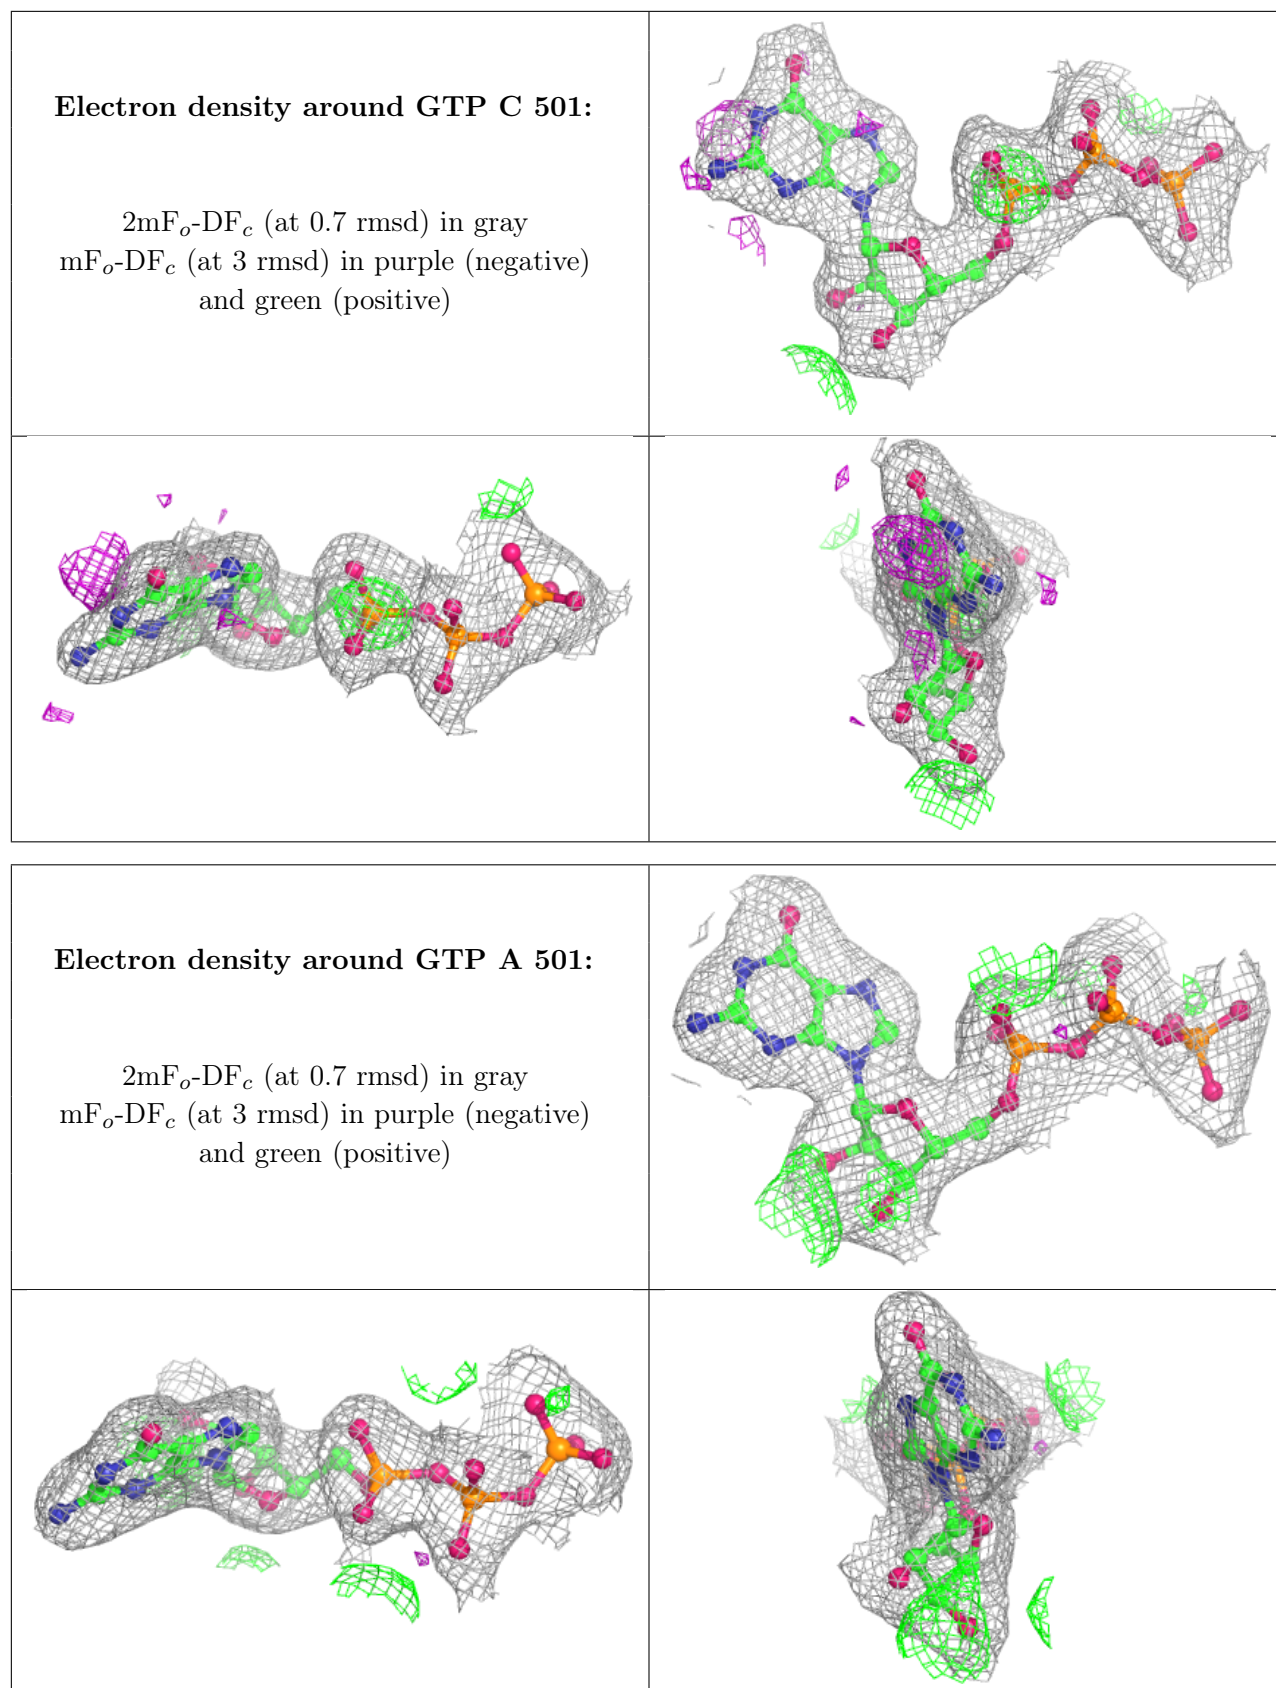 Electron density around GTP C 501:
2mFo-DFc (at 0.7 rmsd) in gray
mFo-DFc (at 3 rmsd) in purple (negative)
and green (positive)
Electron density around GTP A 501:
2mFo-DFc (at 0.7 rmsd) in gray
mFo-DFc (at 3 rmsd) in purple (negative)
and green (positive)